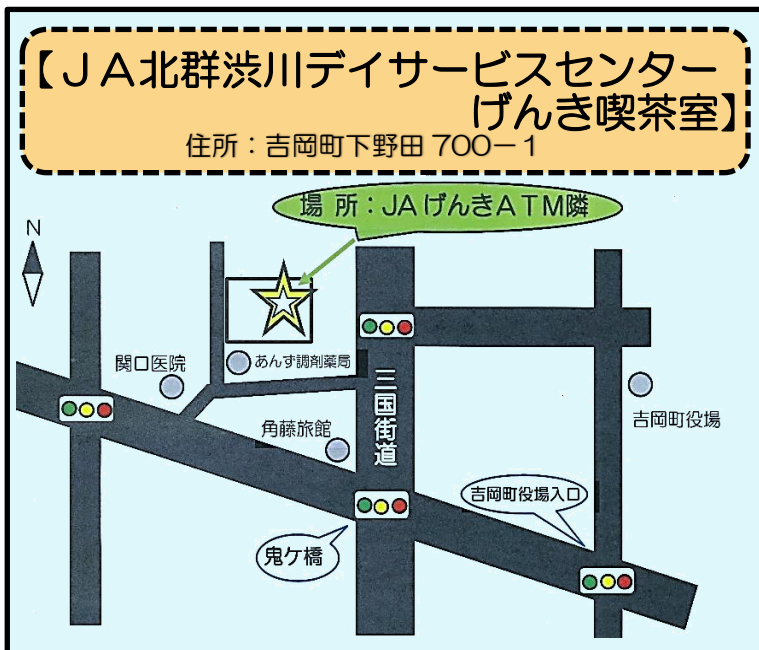 【ＪＡ北群渋川デイサービスセンター
げんき喫茶室】
住所：吉岡町下野田 700－1
場 所：JAげんきＡＴＭ隣
N
関口医院
あんず調剤薬局
三国街道
角藤旅館
吉岡町役場
吉岡町役場入口
鬼ケ橋